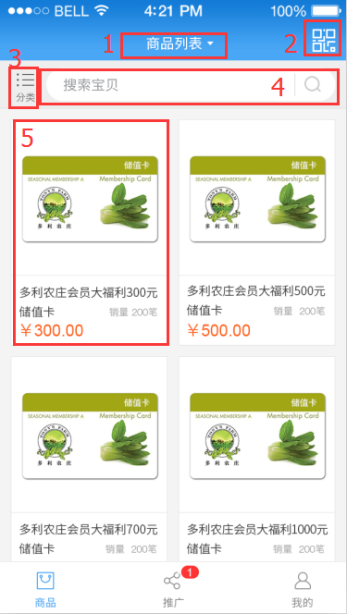 BELL 4:21 PM 100%
1 商品列表 2
3
分类 搜索宝贝 4
5
储值卡
SEASONAL MEMBERSHIP A Membership Card
多利农庄
多利农庄会员大福利300元
储值卡 销量 200笔
￥300.00
储值卡
SEASONAL MEMBERSHIP A Membership Card
多利农庄
多利农庄会员大福利500元
储值卡 销量 200笔
￥500.00
储值卡
SEASONAL MEMBERSHIP A Membership Card
多利农庄
多利农庄会员大福利700元
储值卡 销量 200笔
储值卡
SEASONAL MEMBERSHIP A Membership Card
多利农庄
多利农庄会员大福利1000元
储值卡 销量 200笔
商品 推广 1 我的